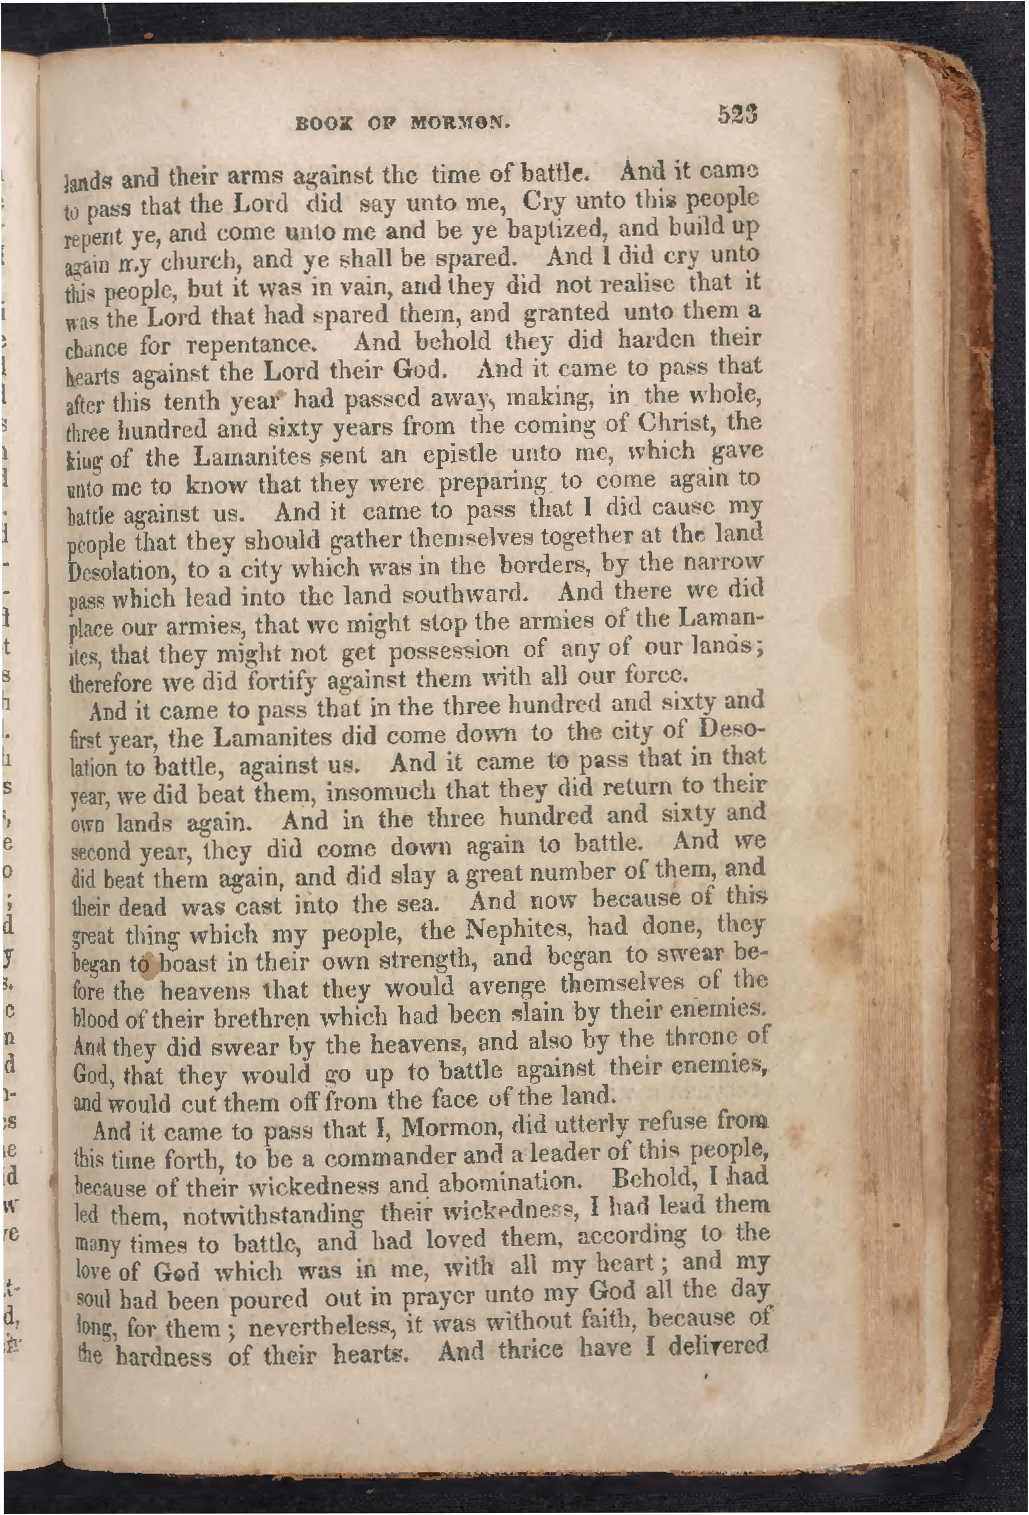 BOOK OF MORMON. 523
lands and their arms against the time of battle. And it came
to pass that the Lord did say unto me, Cry unto this people
repent ye, and come unto me and be ye baptized, and build up
again my church, and ye shall be spared. And I did cry unto
this people, but it was in vain, and they did not realise that it
was the Lord that had spared them, and granted unto them a
chance for repentance. And behold they did harden their
hearts against the Lord their God. And it came to pass that
after this tenth year had passed away, making, in the whole,
three hundred and sixty years from the coming of Christ, the
king of the Lamanites sent an epistle unto me, which gave
unto me to know that they were preparing to come again to
battle against us. And it came to pass that I did cause my
people that they should gather themselves together at the land
Desolation, to a city which was in the borders, by the narrow
pass which lead into the land southward. And there we did
place our armies, that we might stop the armies of the Laman-
ites, that they might not get possession of any of our lands;
therefore we did fortify against them with all our force.
And it came to pass that in the three hundred and sixty and
first year, the Lamanites did come down to the city of Deso-
lation to battle, against us. And it came to pass that in that
year, we did beat them, insomuch that they did return to their
own lands again. And in the three hundred and sixty and
second year, they did come down again to battle. And we
did beat them again, and did slay a great number of them, and
their dead was cast into the sea. And now because of this
great thing which my people, the Nephites, had done, they
began to boast in their own strength, and began to swear be-
fore the heavens that they would avenge themselves of the
blood of their brethren which had been slain by their enemies.
And they did swear by the heavens, and also by the throne of
God, that they would go up to battle against their enemies,
and would cut them off from the face of the land.
And it came to pass that I, Mormon, did utterly refuse from
this time forth, to be a commander and a leader of this people,
because of their wickedness and abomination. Behold, I had
led them, notwithstanding their wickedness, I had lead them
many times to battle, and had loved them, according to the
love of God which was in me, with all my heart; and my
soul had been poured out in prayer unto my God all the day
long, for them; nevertheless, it was without faith, because of
the hardness of their hearts. And thrice have I delivered